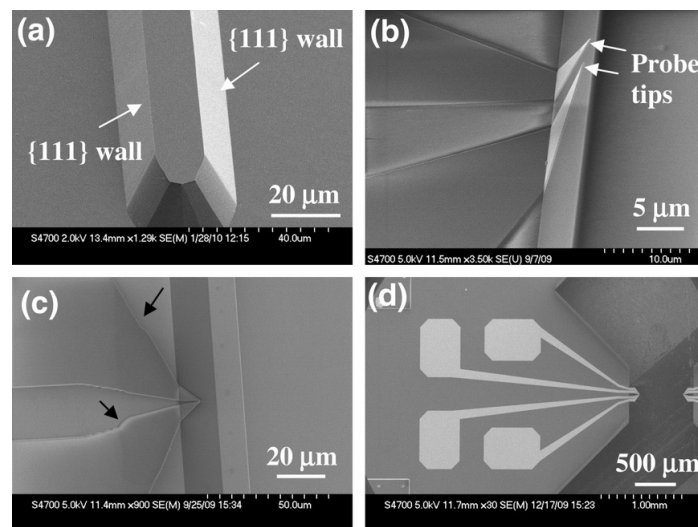 (a)
{111} wall
{111} wall
20 μm
S4700 2.0kV 13.4mm x1.29k SE(M) 1/28/10 12:15
40.0um
(b)
Probe
tips
5 μm
S4700 5.0kV 11.5mm x3.50k SE(U) 9/7/09
10.0um
(c)
20 μm
S4700 5.0kV 11.4mm x900 SE(M) 9/25/09 15:34
50.0um
(d)
500 μm
S4700 5.0kV 11.7mm x30 SE(M) 12/17/09 15:23
1.00mm